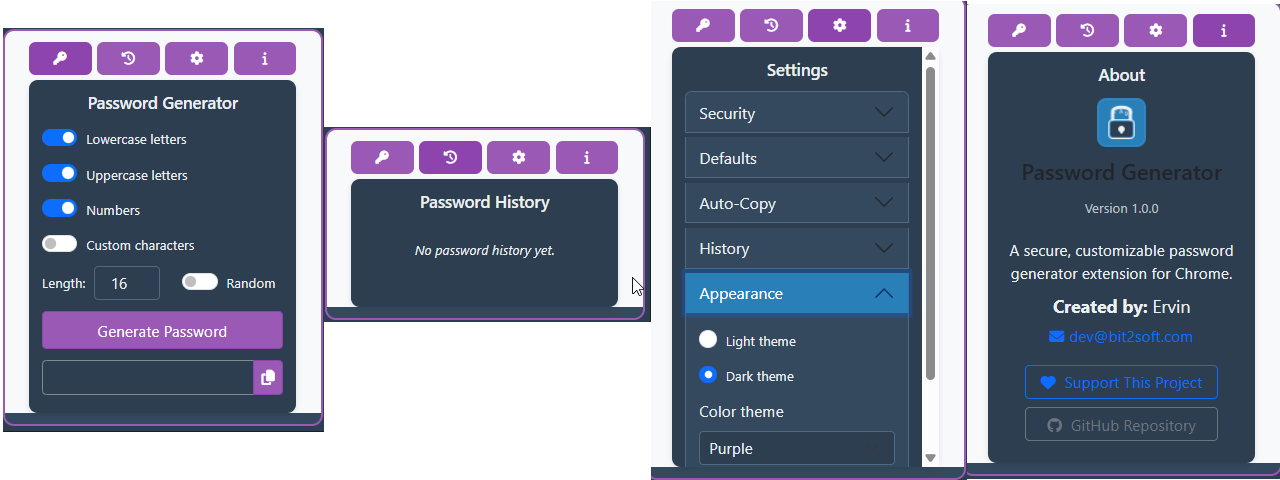 Password Generator
Lowercase letters
Uppercase letters
Numbers
Custom characters
Length: 16 Random
Generate Password
Password History
No password history yet.
Settings
Security
Defaults
Auto-Copy
History
Appearance
Light theme
Dark theme
Color theme
Purple
About
Password Generator
Version 1.0.0
A secure, customizable password
generator extension for Chrome.
Created by: Ervin
dev@bit2soft.com
Support This Project
GitHub Repository